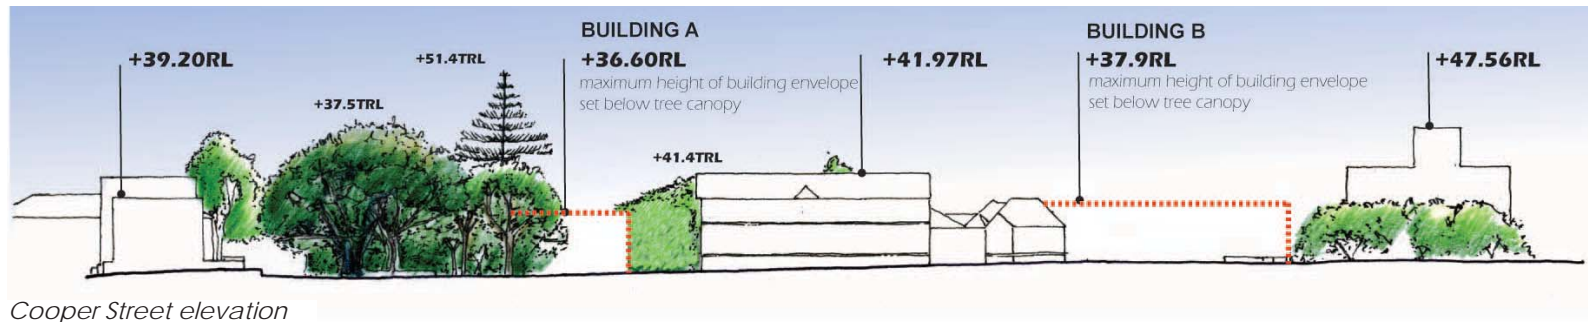 +39.20RL
+37.5TRL
+51.4TRL
BUILDING A
+36.60RL
maximum height of building envelope
set below tree canopy
+41.4TRL
+41.97RL
BUILDING B
+37.9RL
maximum height of building envelope
set below tree canopy
+47.56RL
Cooper Street elevation